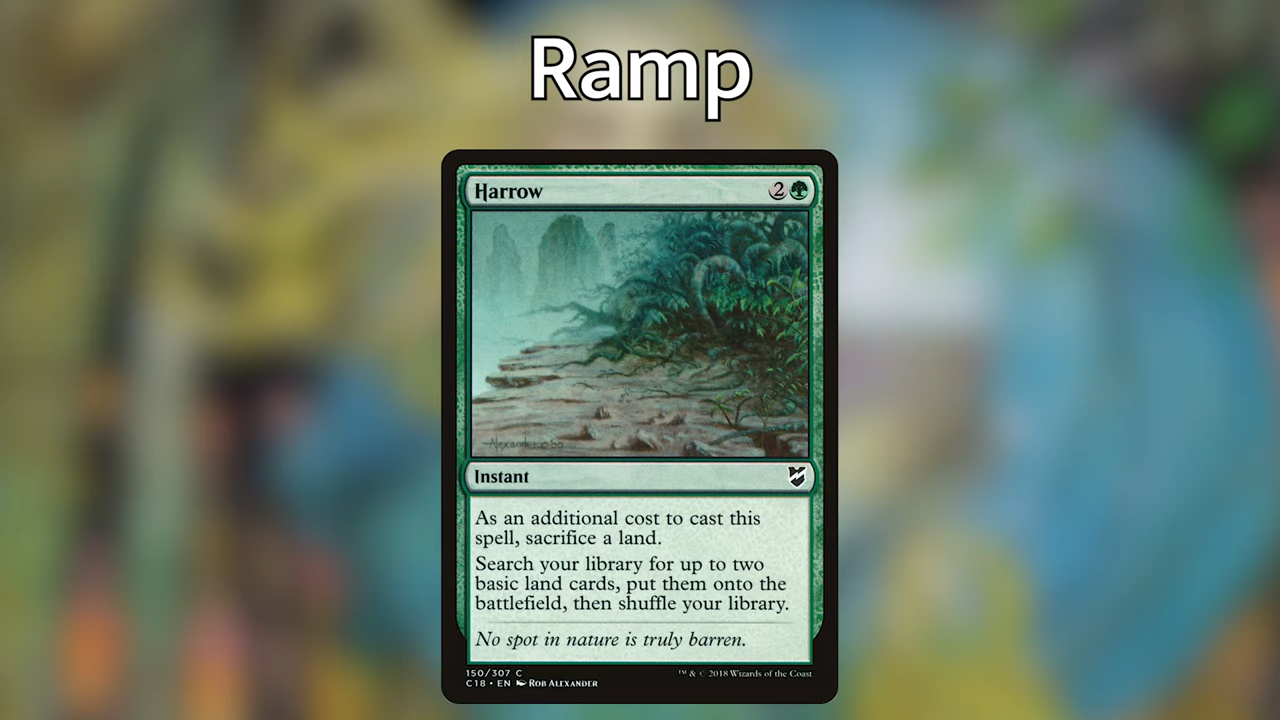 Ramp
Harrow 2
Instant
As an additional cost to cast this
spell, sacrifice a land.
Search your library for up to two
basic land cards, put them onto the
battlefield, then shuffle your library.
No spot in nature is truly barren.
150/307 C
C18 • EN Rob Alexander
™ & © 2018 Wizards of the Coast